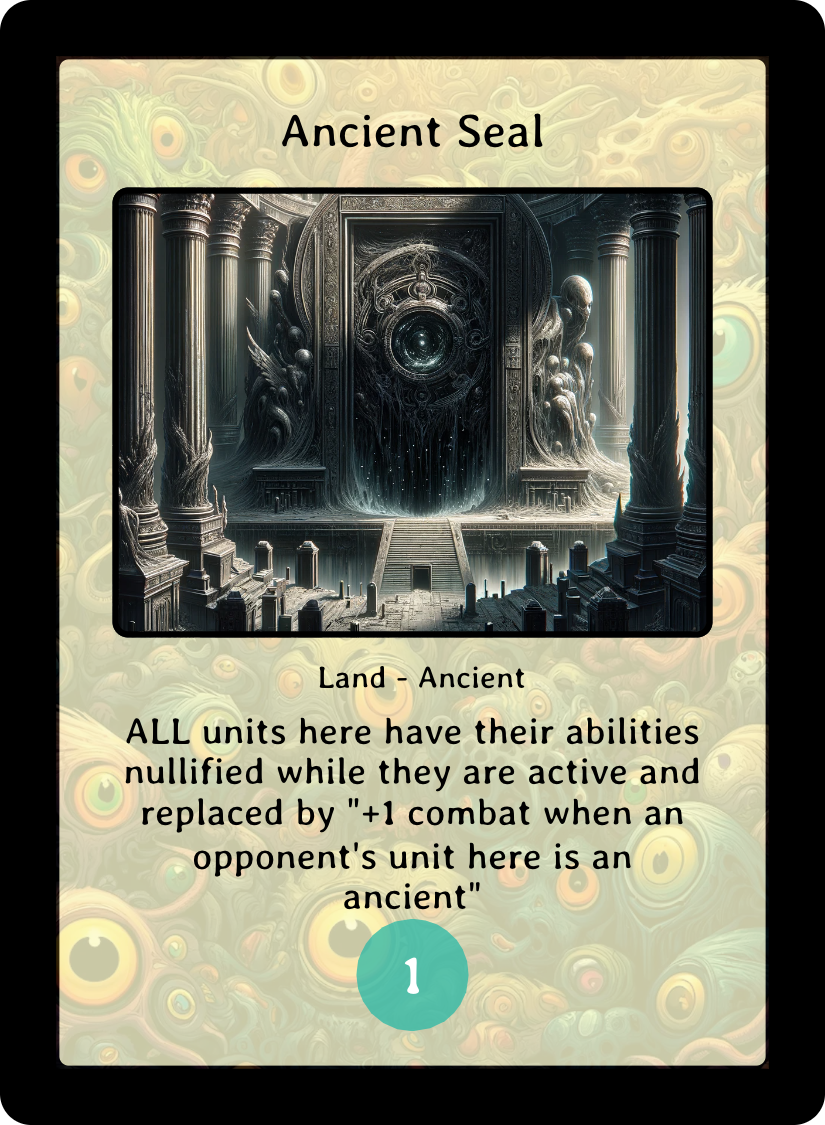 Ancient Seal
Land - Ancient
ALL units here have their abilities
nullified while they are active and
replaced by "+1 combat when an
opponent's unit here is an
ancient"
1